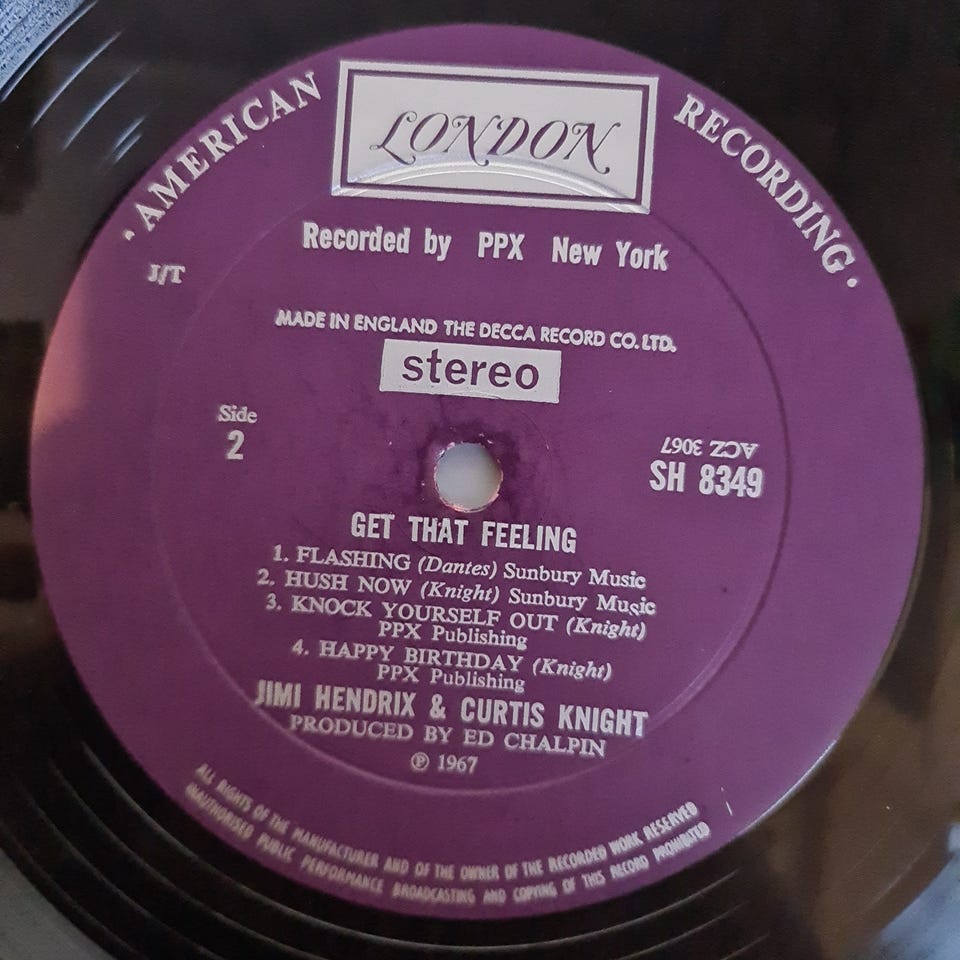 · AMERICAN RECORDING ·
LONDON
Recorded by PPX New York
J/T
MADE IN ENGLAND THE DECCA RECORD CO. LTD.
stereo
Side
2
ACZ 3067
SH 8349
GET THAT FEELING
1. FLASHING (Dantes) Sunbury Music
2. HUSH NOW (Knight) Sunbury Music
3. KNOCK YOURSELF OUT (Knight)
PPX Publishing
4. HAPPY BIRTHDAY (Knight)
PPX Publishing
JIMI HENDRIX & CURTIS KNIGHT
PRODUCED BY ED CHALPIN
℗ 1967
ALL RIGHTS OF THE MANUFACTURER AND OF THE OWNER OF THE RECORDED WORK RESERVED
UNAUTHORISED PUBLIC PERFORMANCE BROADCASTING AND COPYING OF THIS RECORD PROHIBITED